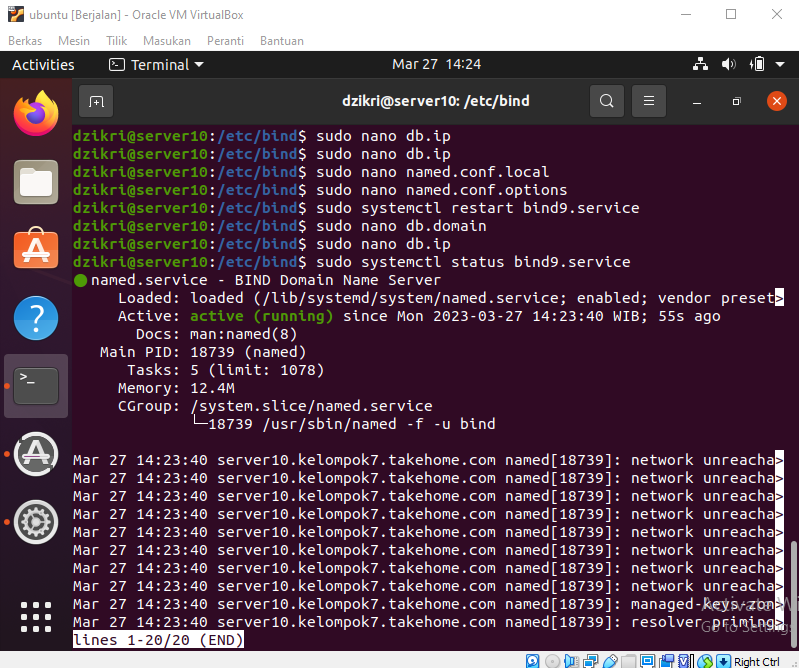 ubuntu [Berjalan] - Oracle VM VirtualBox
Berkas Mesin Tilik Masukan Peranti Bantuan
Activities Terminal Mar 27 14:24
dzikri@server10: /etc/bind
dzikri@server10:/etc/bind$ sudo nano db.ip
dzikri@server10:/etc/bind$ sudo nano db.ip
dzikri@server10:/etc/bind$ sudo nano named.conf.local
dzikri@server10:/etc/bind$ sudo nano named.conf.options
dzikri@server10:/etc/bind$ sudo systemctl restart bind9.service
dzikri@server10:/etc/bind$ sudo nano db.domain
dzikri@server10:/etc/bind$ sudo nano db.ip
dzikri@server10:/etc/bind$ sudo systemctl status bind9.service
● named.service - BIND Domain Name Server
Loaded: loaded (/lib/systemd/system/named.service; enabled; vendor preset>
Active: active (running) since Mon 2023-03-27 14:23:40 WIB; 55s ago
Docs: man:named(8)
Main PID: 18739 (named)
Tasks: 5 (limit: 1078)
Memory: 12.4M
CGroup: /system.slice/named.service
└─18739 /usr/sbin/named -f -u bind
Mar 27 14:23:40 server10.kelompok7.takehome.com named[18739]: network unreacha>
Mar 27 14:23:40 server10.kelompok7.takehome.com named[18739]: network unreacha>
Mar 27 14:23:40 server10.kelompok7.takehome.com named[18739]: network unreacha>
Mar 27 14:23:40 server10.kelompok7.takehome.com named[18739]: network unreacha>
Mar 27 14:23:40 server10.kelompok7.takehome.com named[18739]: network unreacha>
Mar 27 14:23:40 server10.kelompok7.takehome.com named[18739]: network unreacha>
Mar 27 14:23:40 server10.kelompok7.takehome.com named[18739]: network unreacha>
Mar 27 14:23:40 server10.kelompok7.takehome.com named[18739]: network unreacha>
Mar 27 14:23:40 server10.kelompok7.takehome.com named[18739]: managed-keys-zon>
Mar 27 14:23:40 server10.kelompok7.takehome.com named[18739]: resolver priming>
lines 1-20/20 (END)
Activate Wi
Go to Settings
Right Ctrl